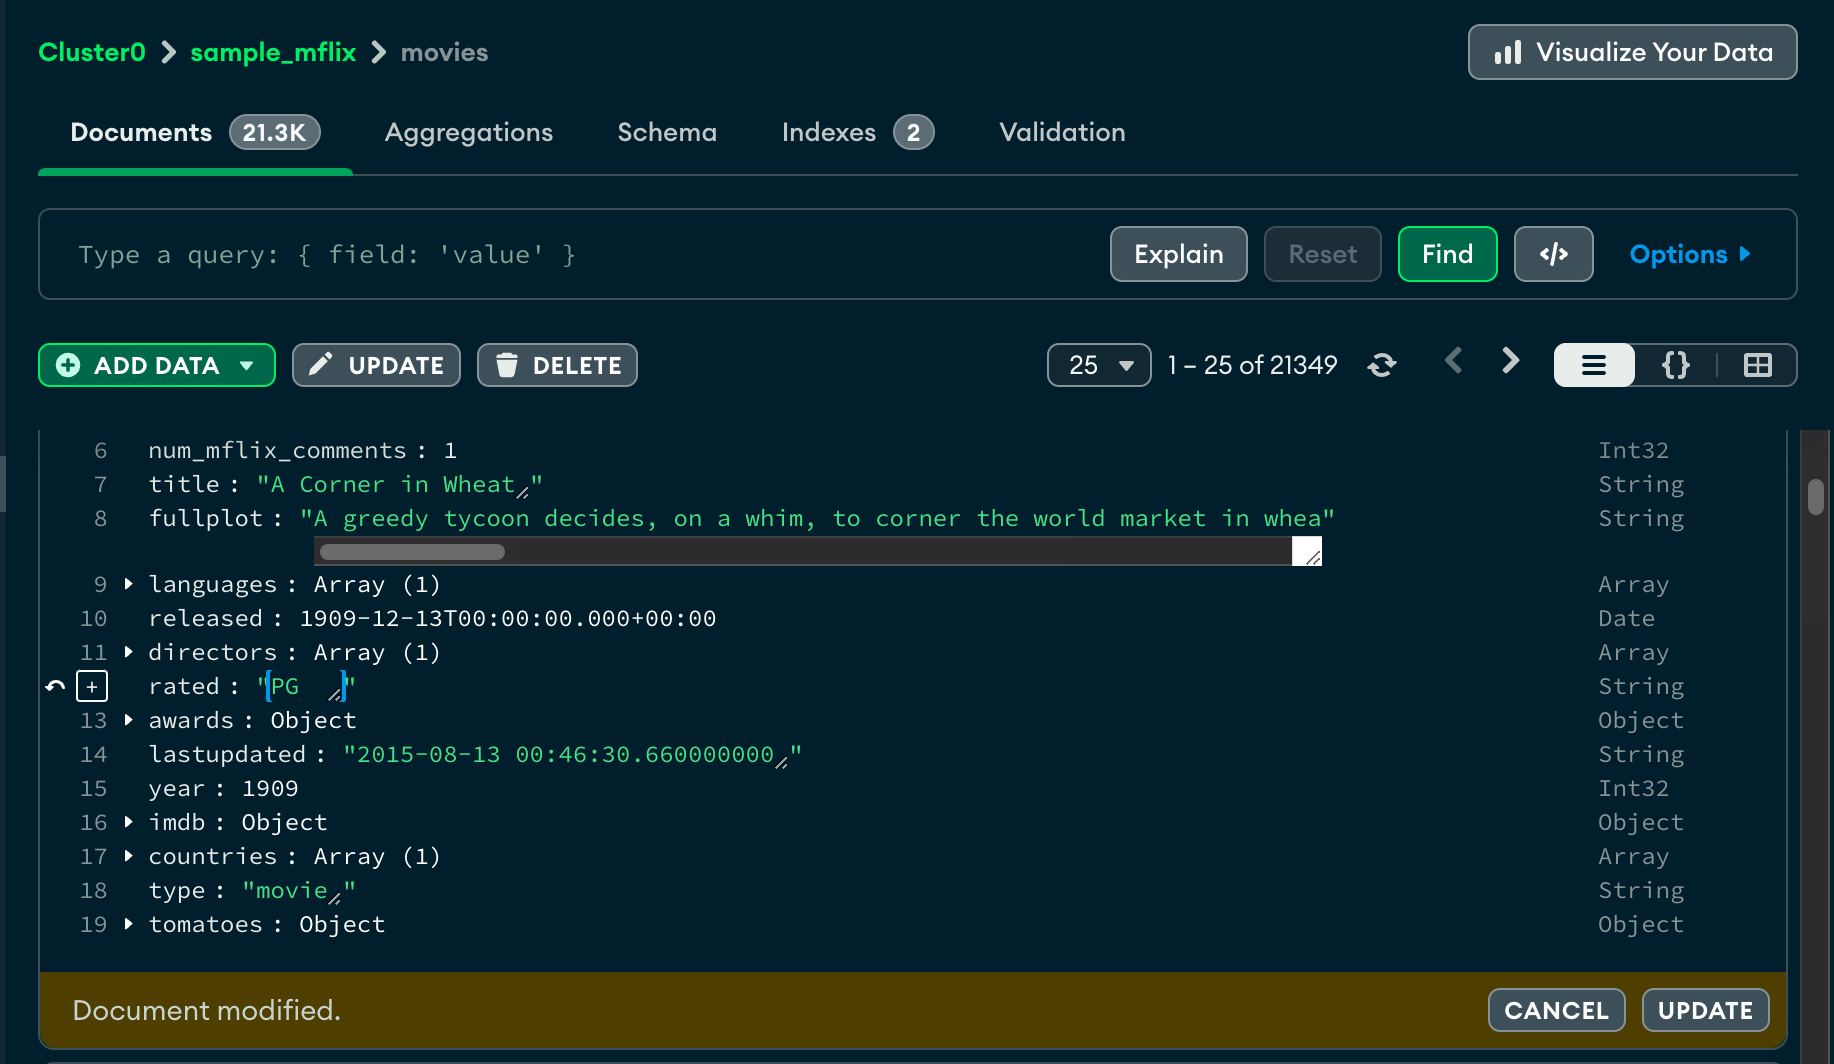 Cluster0 > sample_mflix > movies
Visualize Your Data
Documents 21.3K Aggregations Schema Indexes 2 Validation
Type a query: { field: 'value' }
Explain Reset Find </> Options
ADD DATA UPDATE DELETE 25 1 – 25 of 21349 {}
6 num_mflix_comments : 1 Int32
7 title : "A Corner in Wheat" String
8 fullplot : "A greedy tycoon decides, on a whim, to corner the world market in whea" String
9 languages : Array (1) Array
10 released : 1909-12-13T00:00:00.000+00:00 Date
11 directors : Array (1) Array
+ rated : "PG " String
13 awards : Object Object
14 lastupdated : "2015-08-13 00:46:30.660000000" String
15 year : 1909 Int32
16 imdb : Object Object
17 countries : Array (1) Array
18 type : "movie" String
19 tomatoes : Object Object
Document modified.
CANCEL UPDATE